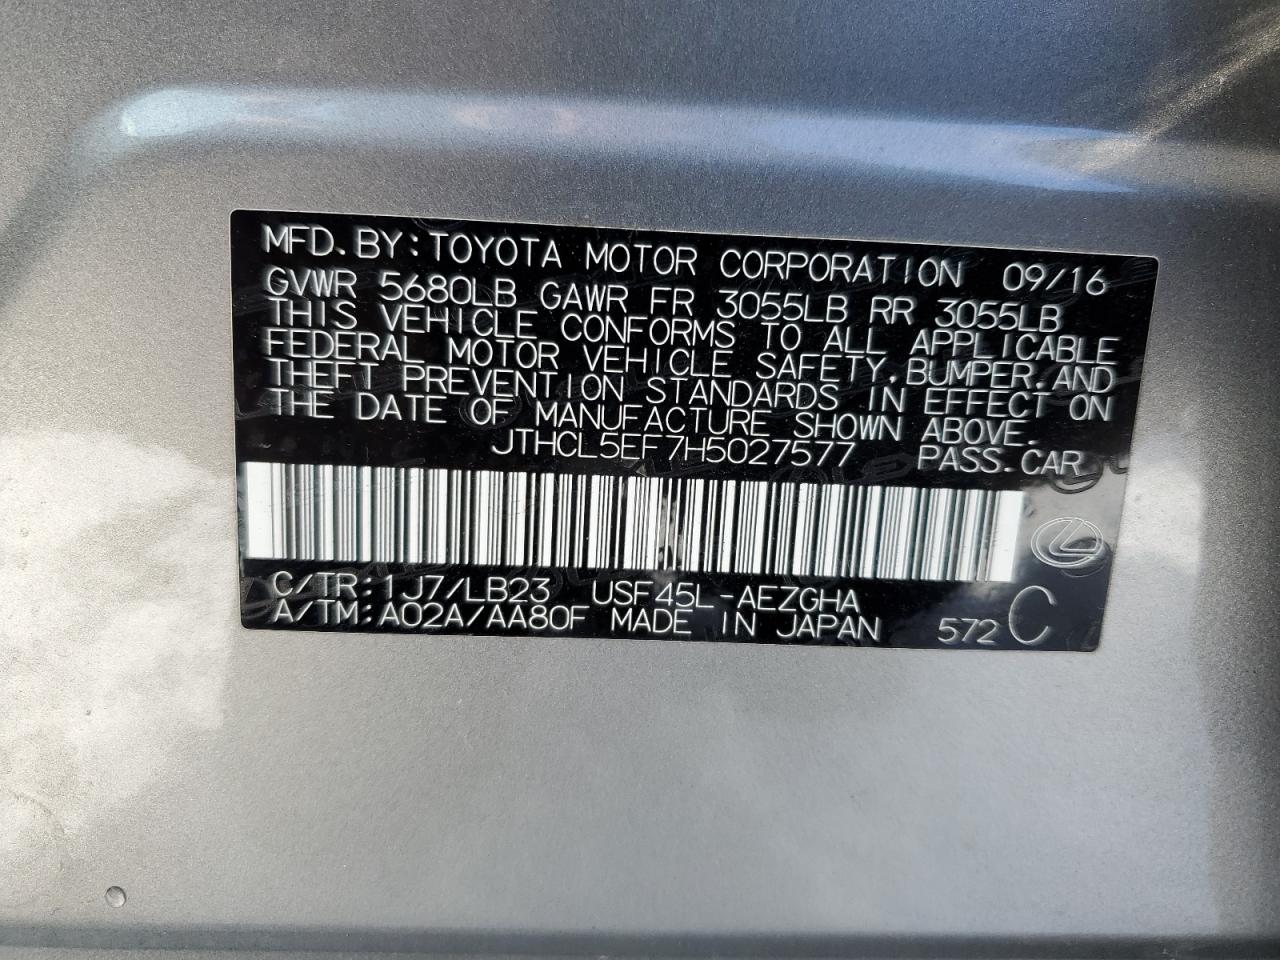 MFD.BY:TOYOTA MOTOR CORPORATION 09/16
GVWR 5680LB GAWR FR 3055LB RR 3055LB
THIS VEHICLE CONFORMS TO ALL APPLICABLE
FEDERAL MOTOR VEHICLE SAFETY,BUMPER,AND
THEFT PREVENTION STANDARDS IN EFFECT ON
THE DATE OF MANUFACTURE SHOWN ABOVE.
JTHCL5EF7H5027577 PASS.CAR
C/TR:1J7/LB23 USF45L-AEZGHA
A/TM:A02A/AA80F MADE IN JAPAN 572 C